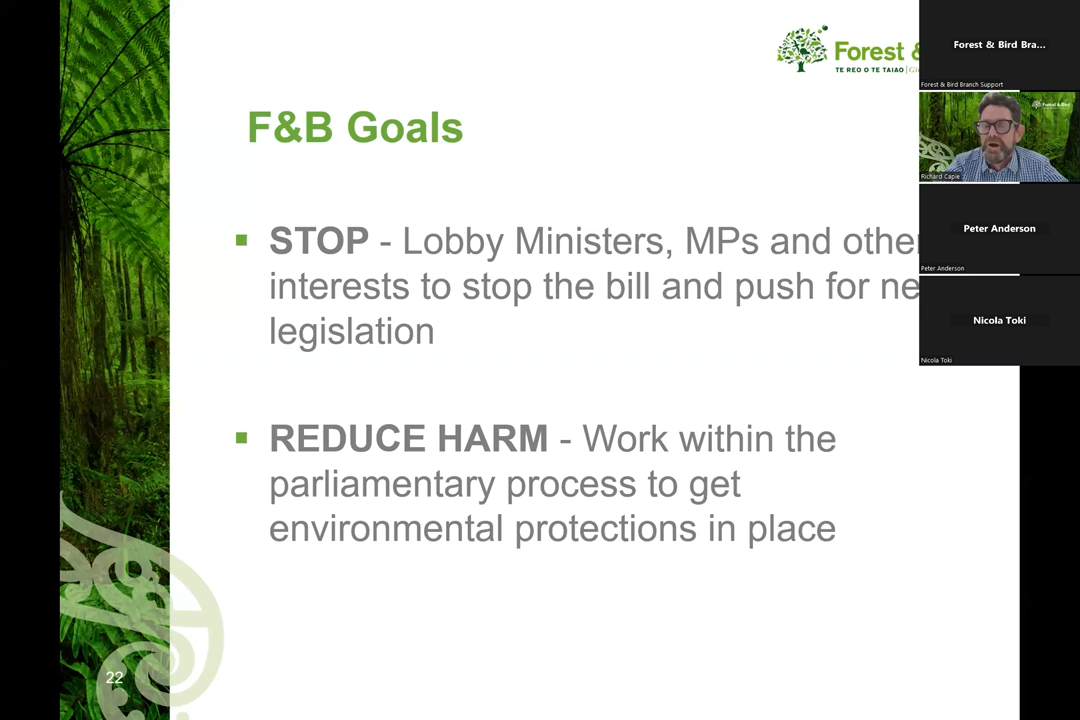 Forest &
TE REO O TE TAIAO
F&B Goals
STOP - Lobby Ministers, MPs and other
interests to stop the bill and push for
legislation
REDUCE HARM - Work within the
parliamentary process to get
environmental protections in place
22
Forest & Bird Bra...
Forest & Bird Branch Support
Forest & Bird
Richard Capie
Peter Anderson
Peter Anderson
Nicola Toki
Nicola Toki